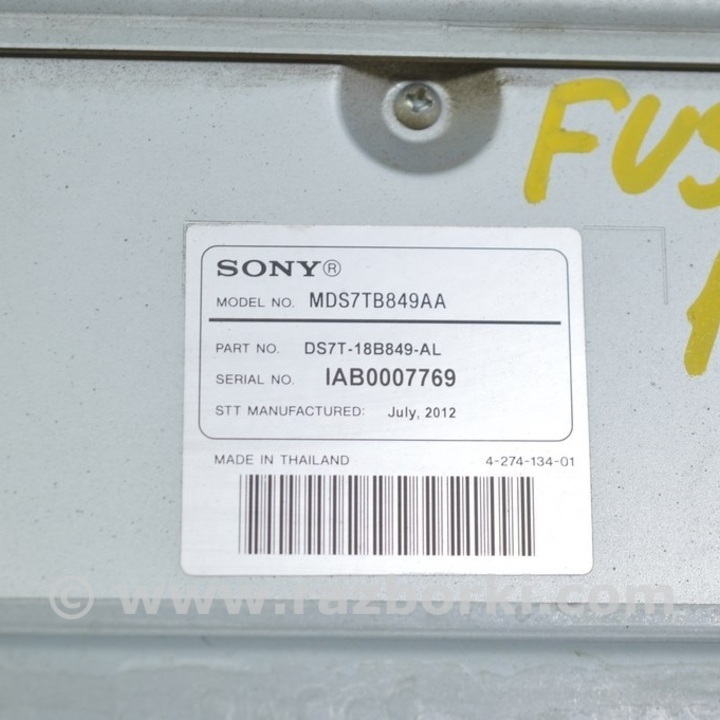 FUS
SONY®
MODEL NO. MDS7TB849AA
PART NO. DS7T-18B849-AL
SERIAL NO. IAB0007769
STT MANUFACTURED: July, 2012
MADE IN THAILAND 4-274-134-01
© www.razborki.com